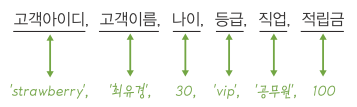 고객아이디, 고객이름, 나이, 등급, 직업, 적립금
'strawberry', '최유경', 30, 'vip', '공무원', 100